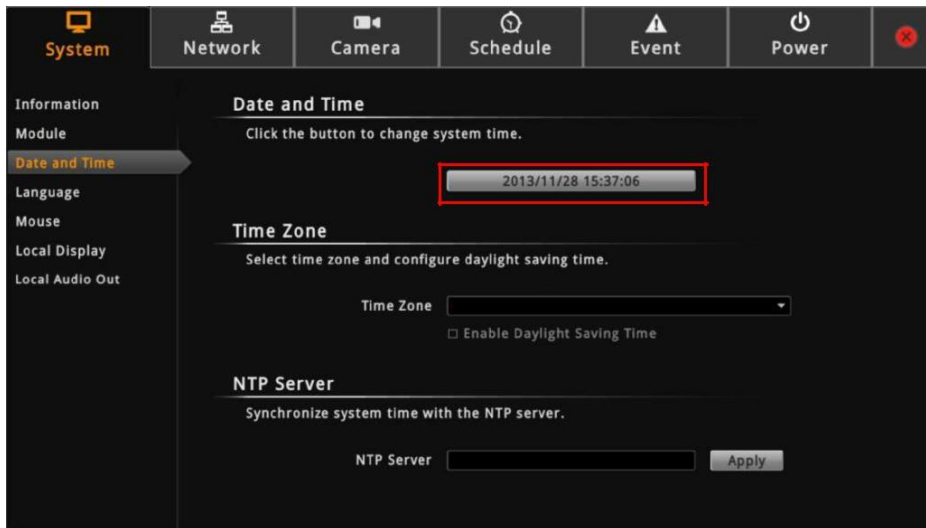 System
Network
Camera
Schedule
Event
Power
Information
Module
Date and Time
Language
Mouse
Local Display
Local Audio Out
Date and Time
Click the button to change system time.
2013/11/28 15:37:06
Time Zone
Select time zone and configure daylight saving time.
Time Zone
Enable Daylight Saving Time
NTP Server
Synchronize system time with the NTP server.
NTP Server
Apply